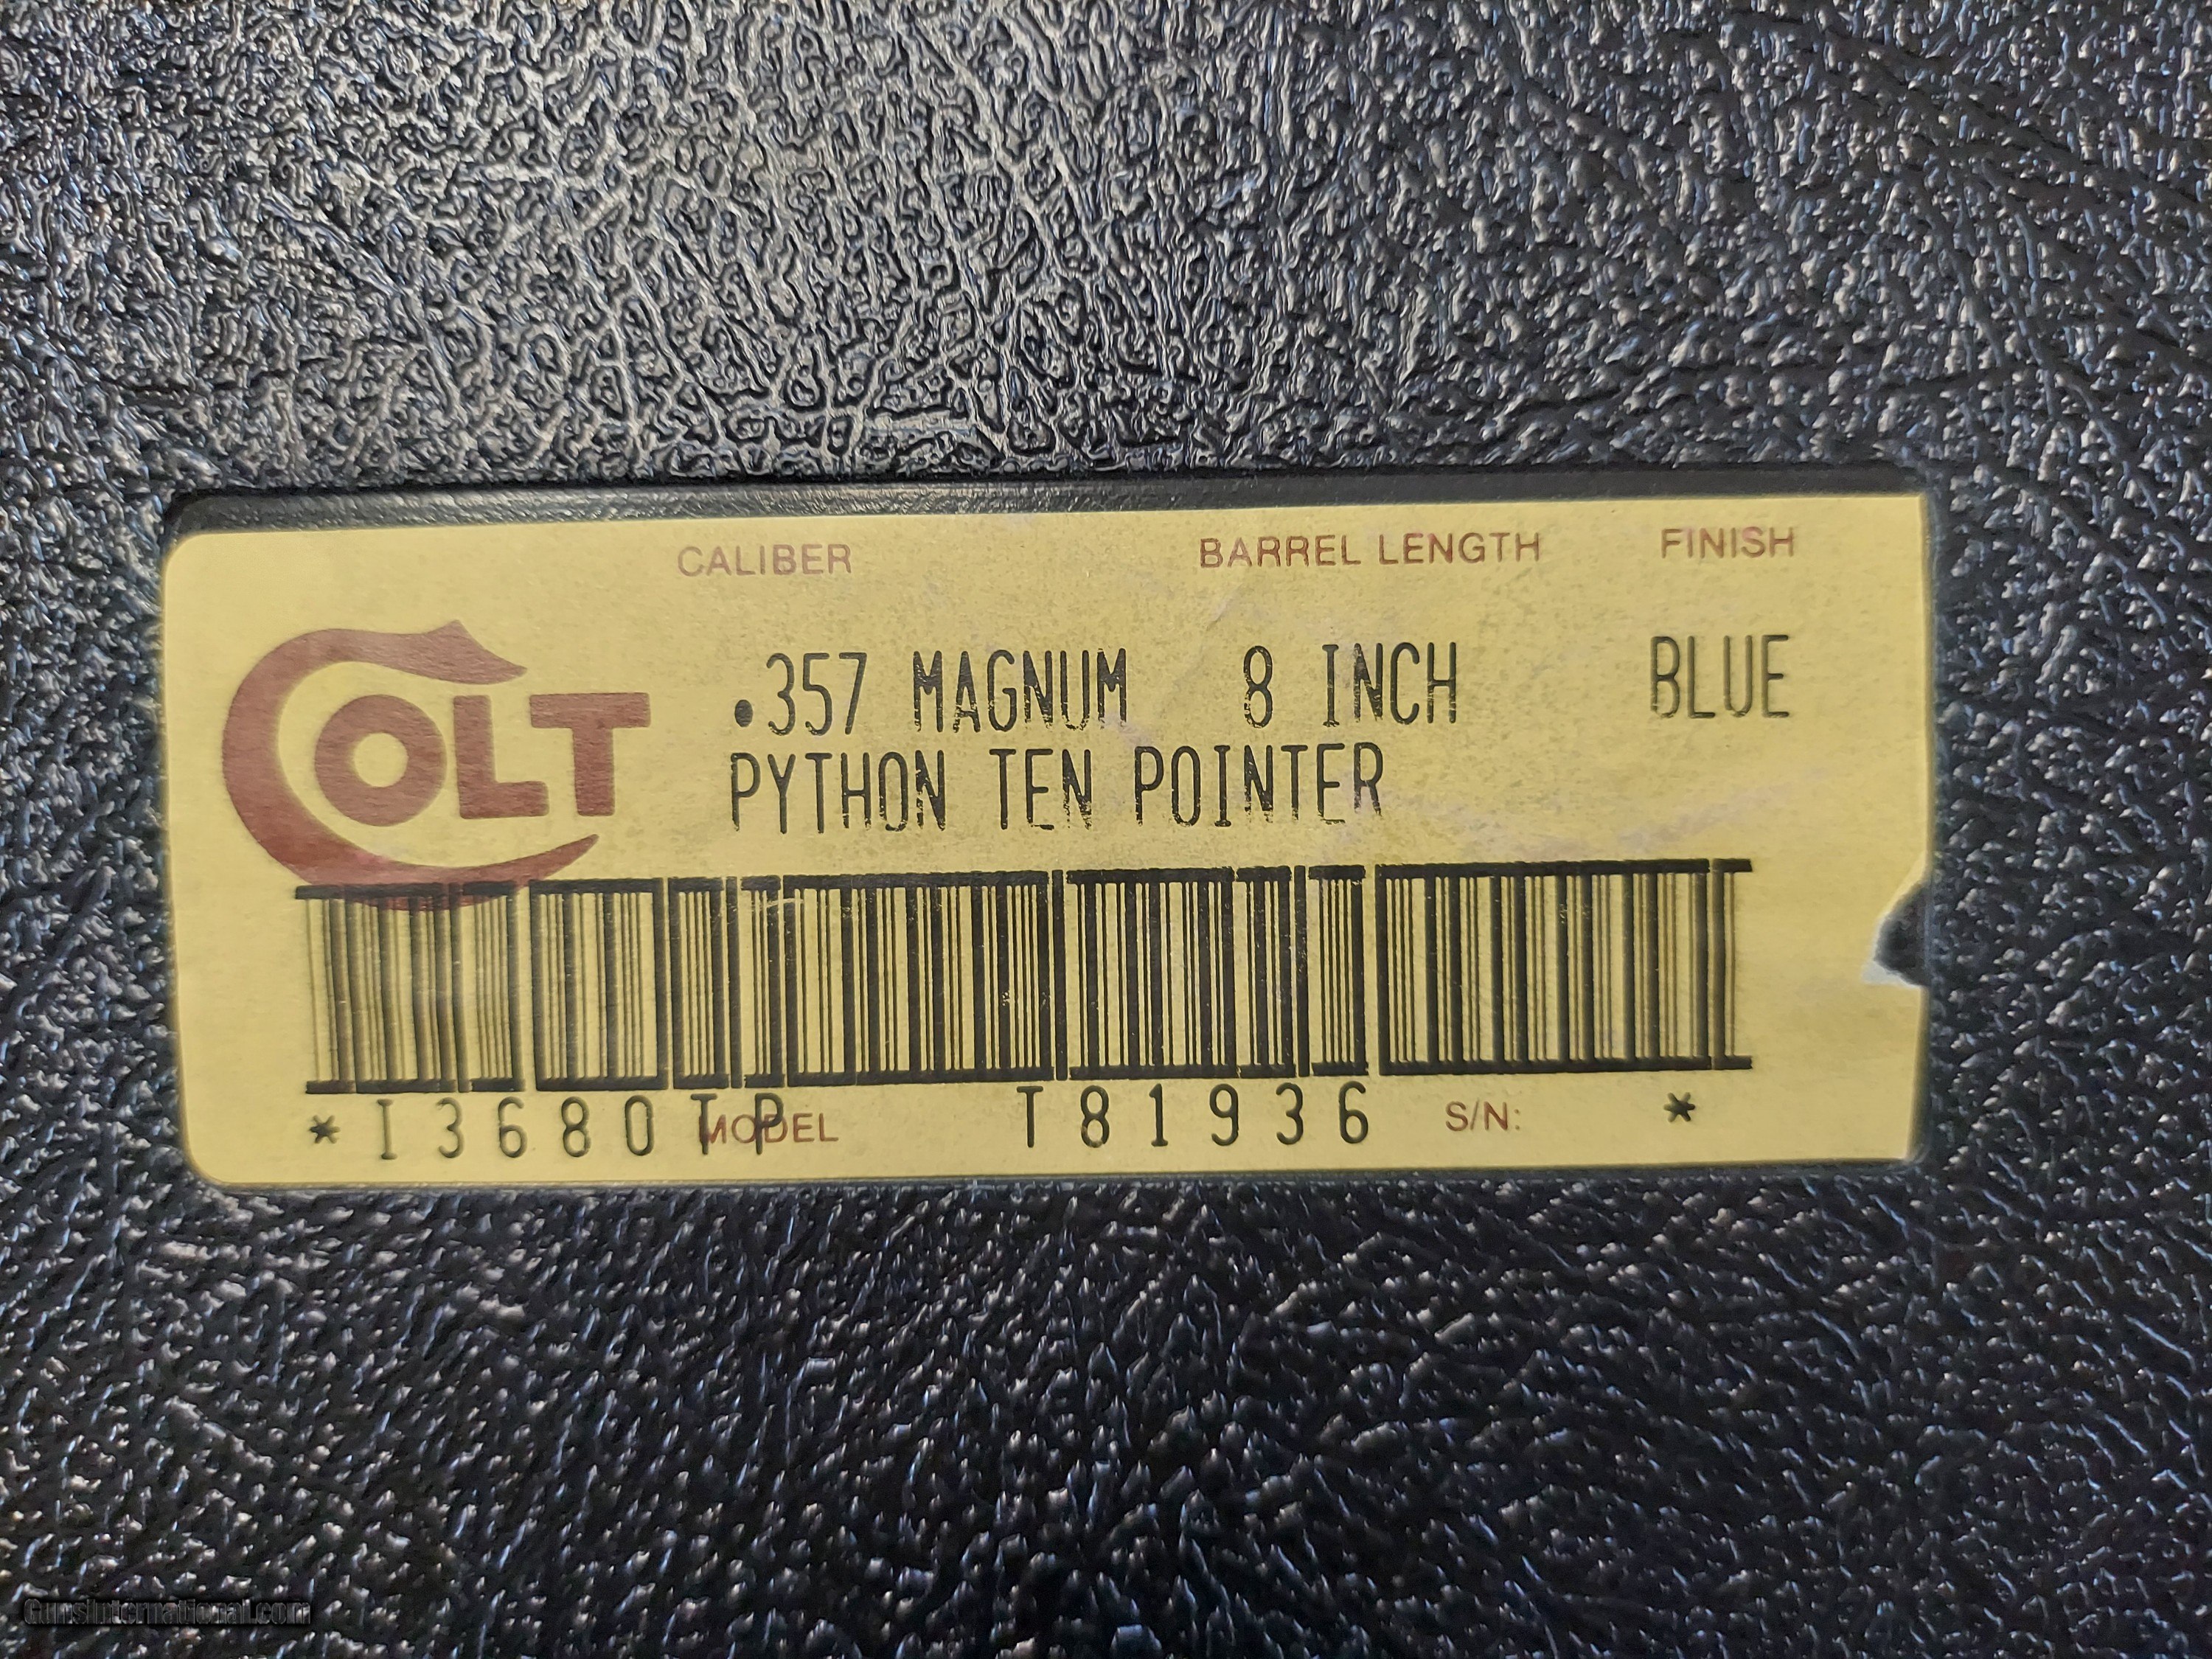 CALIBER BARREL LENGTH FINISH
COLT
.357 MAGNUM 8 INCH BLUE
PYTHON TEN POINTER
*I3680TP MODEL T81936 S/N: *
GunsInternational.com